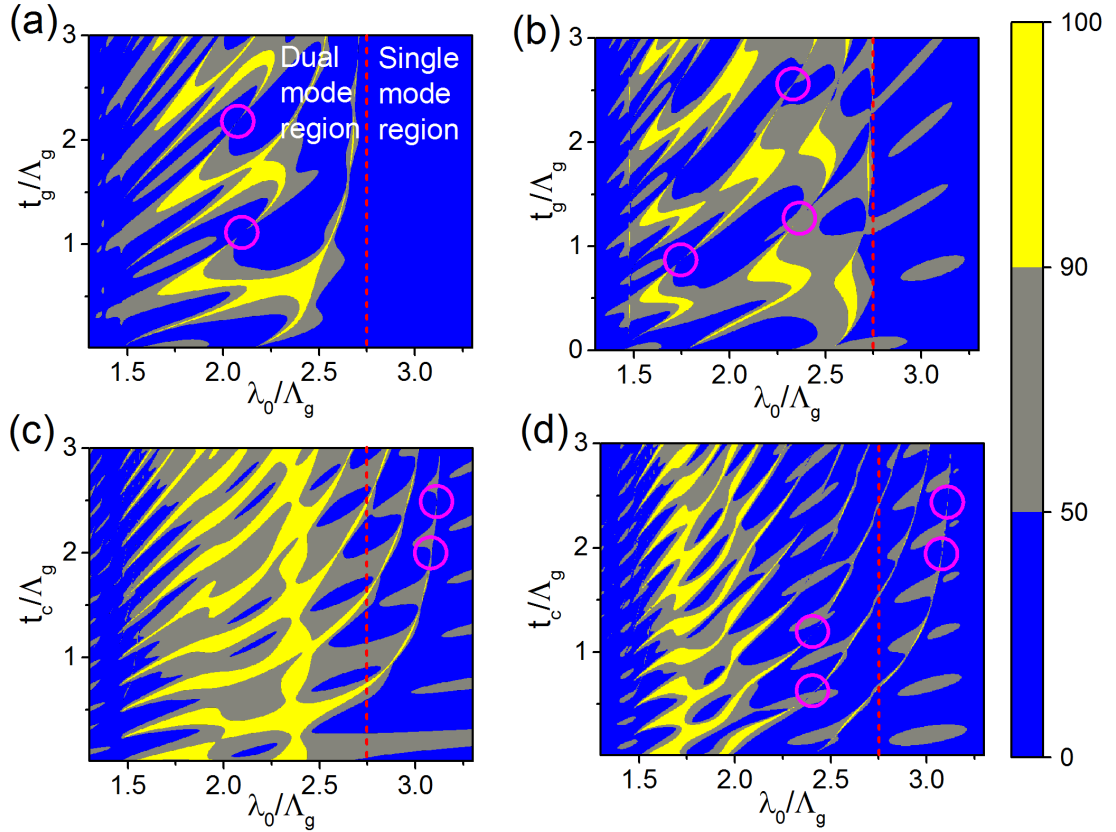 (a)
3
2
1
t_g/Λ_g
Dual mode region
Single mode region
1.5 2.0 2.5 3.0
λ_0/Λ_g
(b)
3
2
1
0
t_g/Λ_g
1.5 2.0 2.5 3.0
λ_0/Λ_g
100
90
50
0
(c)
3
2
1
t_c/Λ_g
1.5 2.0 2.5 3.0
λ_0/Λ_g
(d)
3
2
1
t_c/Λ_g
1.5 2.0 2.5 3.0
λ_0/Λ_g